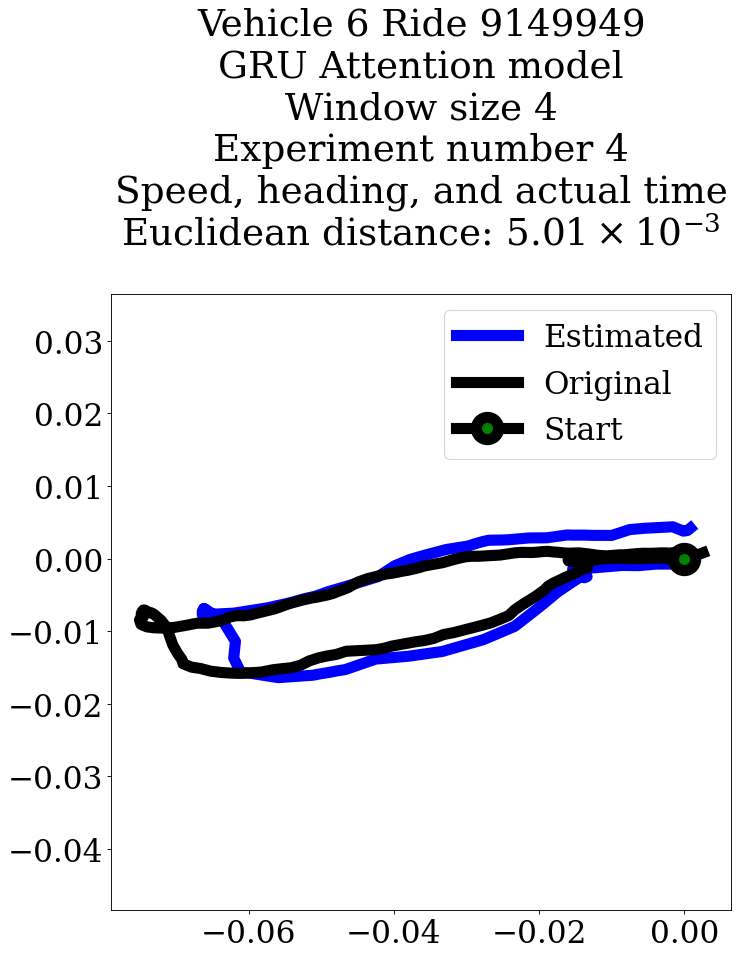 Vehicle 6 Ride 9149949
GRU Attention model
Window size 4
Experiment number 4
Speed, heading, and actual time
Euclidean distance: 5.01 × 10⁻³
Estimated
Original
Start
0.03
0.02
0.01
0.00
−0.01
−0.02
−0.03
−0.04
−0.06 −0.04 −0.02 0.00